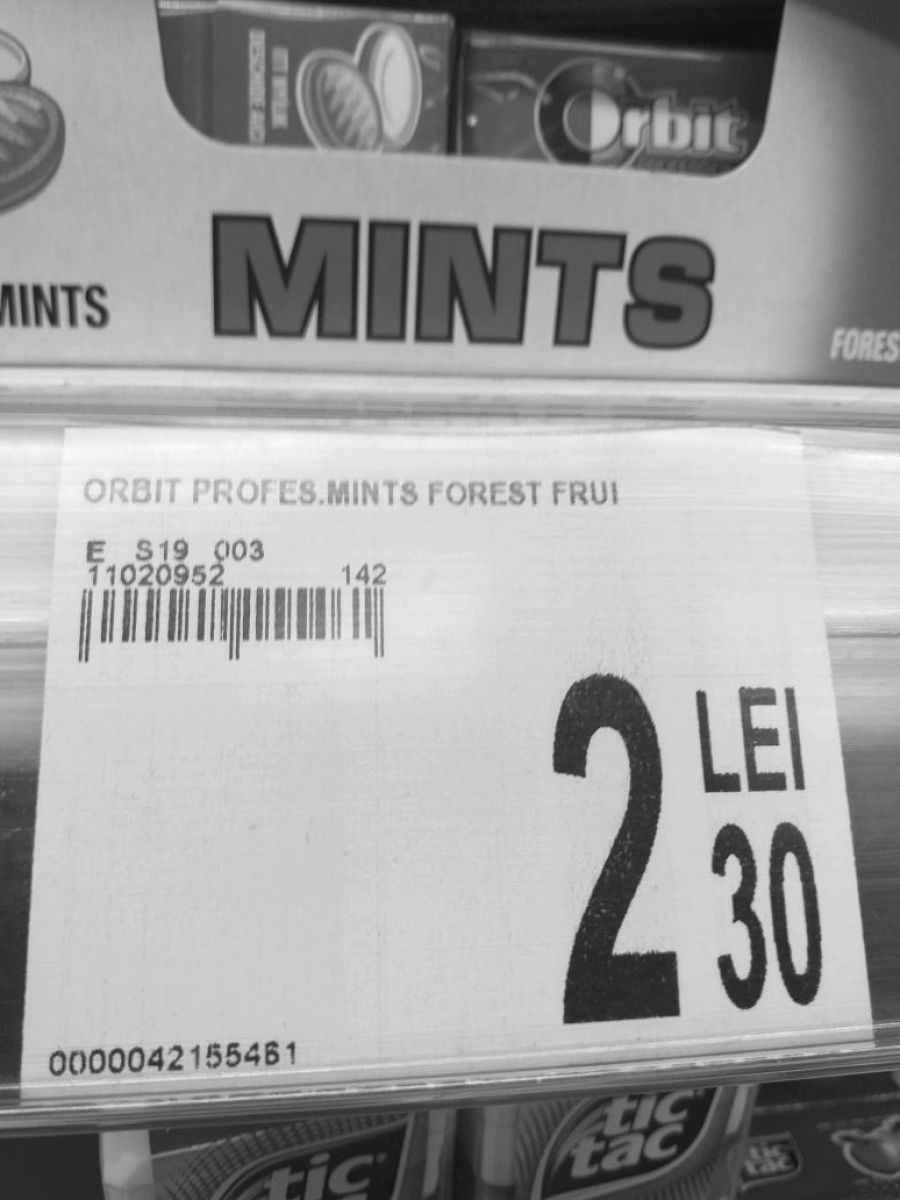 Orbit
MINTS
MINTS
FORES
ORBIT PROFES.MINTS FOREST FRUI
E S19 003
11020952 142
2 LEI
30
0000042155461
tic
tac
tic
tic
tac